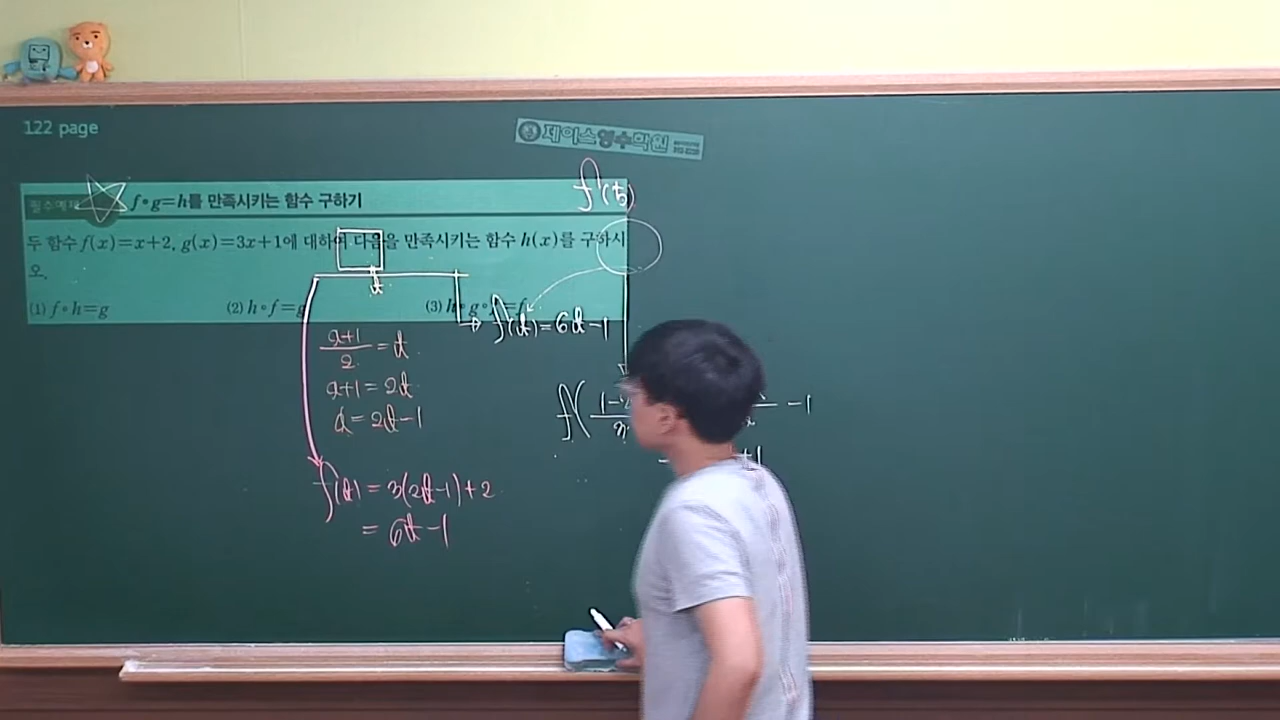 122 page
제이스영수학원
필수예제 f∘g=h를 만족시키는 함수 구하기
두 함수 f(x)=x+2, g(x)=3x+1에 대하여 다음을 만족시키는 함수 h(x)를 구하시
오.
(1) f∘h=g (2) h∘f=g (3) h∘g∘f=f
t
f(t)=6t-1
x+1/2=t
x+1=2t
x=2t-1
f(t)=3(2t-1)+2
=6t-1
-1